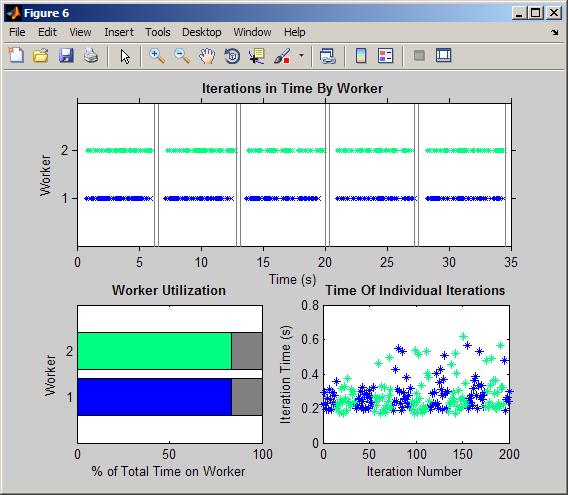 Figure 6
File Edit View Insert Tools Desktop Window Help
Iterations in Time By Worker
Worker
2
1
0 5 10 15 20 25 30 35
Time (s)
Worker Utilization
Worker
2
1
0 50 100
% of Total Time on Worker
Time Of Individual Iterations
Iteration Time (s)
0.8
0.6
0.4
0.2
0
0 50 100 150 200
Iteration Number